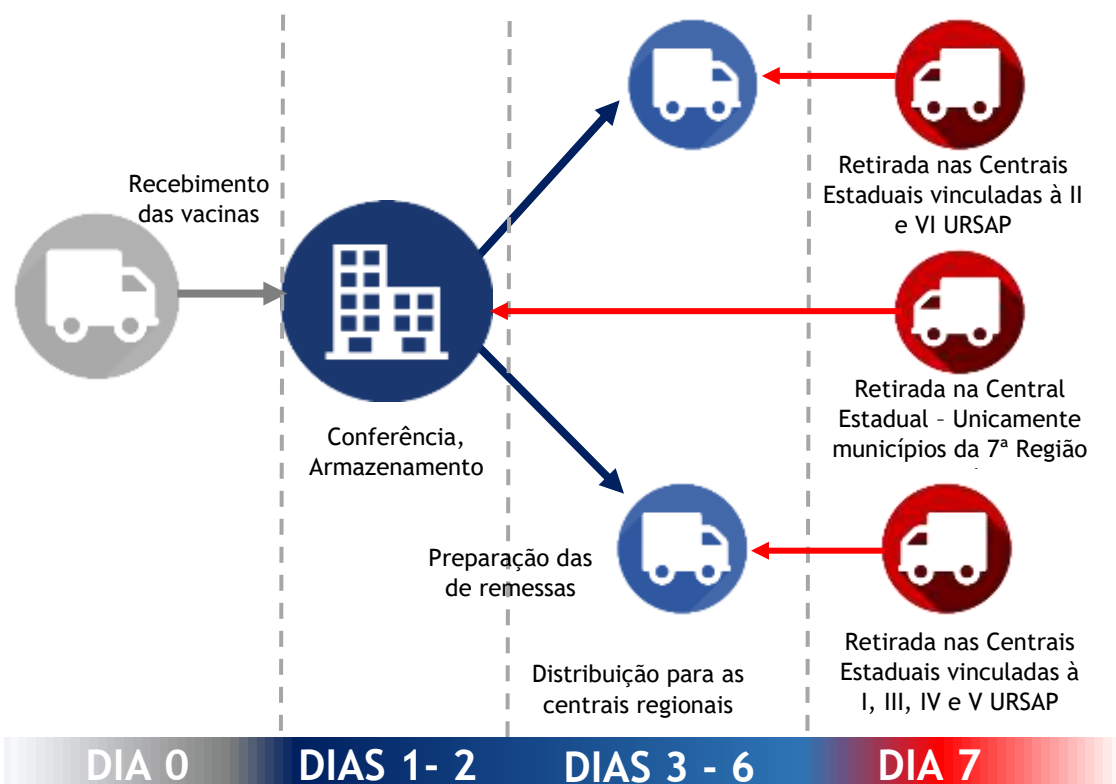 Recebimento
das vacinas
Conferência,
Armazenamento
Preparação das
de remessas
Distribuição para as
centrais regionais
Retirada nas Centrais
Estaduais vinculadas à II
e VI URSAP
Retirada na Central
Estadual – Unicamente
municípios da 7ª Região
Retirada nas Centrais
Estaduais vinculadas à
I, III, IV e V URSAP
DIA 0
DIAS 1- 2
DIAS 3 - 6
DIA 7